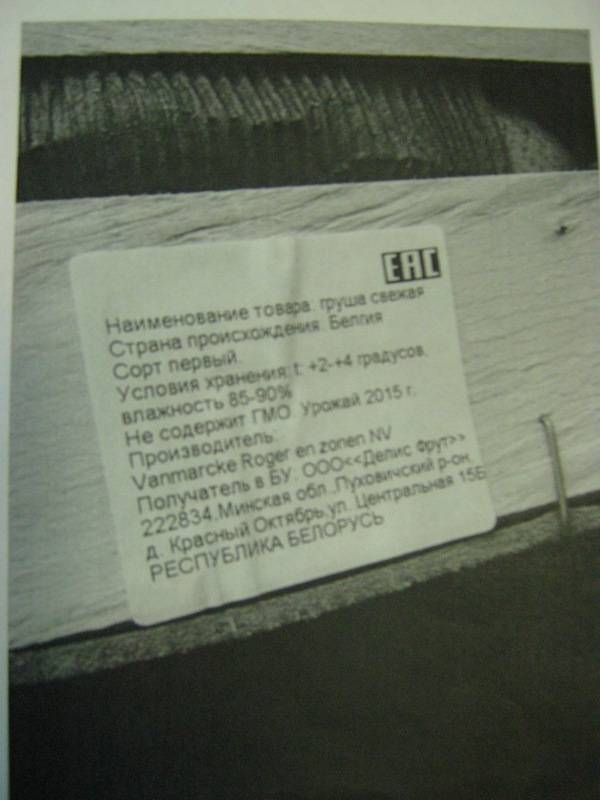 EAC
Наименование товара: груша свежая
Страна происхождения: Белгия
Сорт первый.
Условия хранения: t: +2-+4 градусов.
влажность 85-90%
Не содержит ГМО. Урожай 2015 г.
Производитель:
Vanmarcke Roger en zonen NV
Получатель в БУ: ООО<<Делис Фрут>>
222834,Минская обл.,Пуховичский р-он,
д. Красный Октябрь,ул. Центральная 15Б
РЕСПУБЛИКА БЕЛОРУСЬ